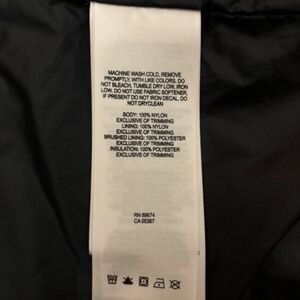 MACHINE WASH COLD, REMOVE
PROMPTLY, WITH LIKE COLORS, DO
NOT BLEACH, TUMBLE DRY LOW, IRON
LOW, DO NOT USE FABRIC SOFTENER,
IF PRESENT DO NOT IRON DECAL, DO
NOT DRYCLEAN
BODY: 100% NYLON
EXCLUSIVE OF TRIMMING
LINING: 100% NYLON
EXCLUSIVE OF TRIMMING
BRUSHED LINING: 100% POLYESTER
EXCLUSIVE OF TRIMMING
INSULATION: 100% POLYESTER
EXCLUSIVE OF TRIMMING
RN 89674
CA 05367